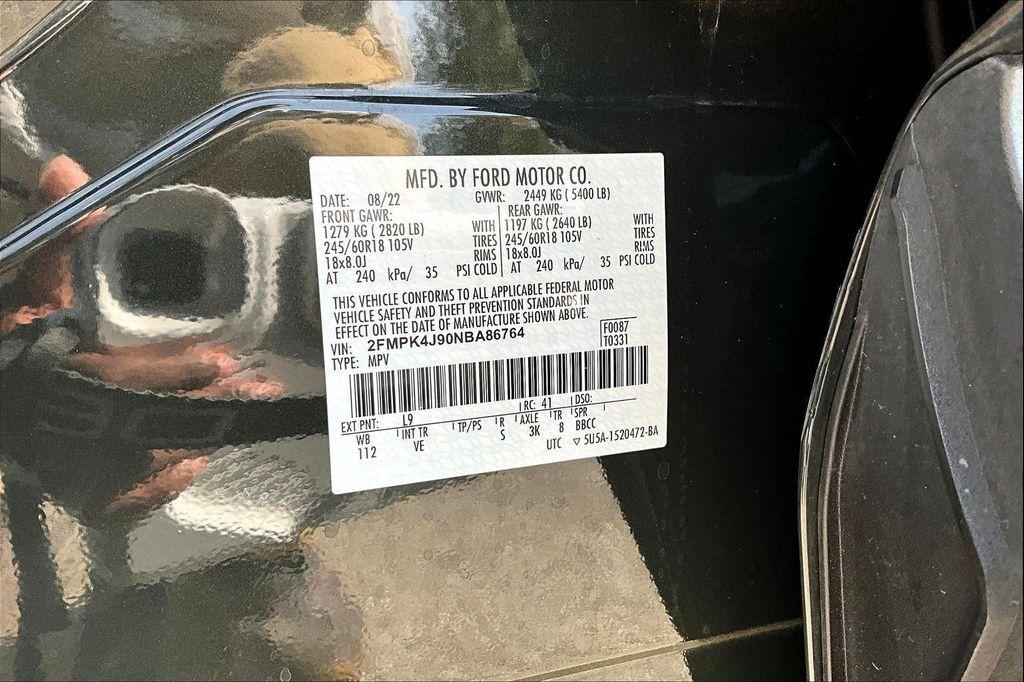 MFD. BY FORD MOTOR CO.
DATE: 08/22 GVWR: 2449 KG ( 5400 LB)
FRONT GAWR: REAR GAWR:
1279 KG ( 2820 LB) WITH 1197 KG ( 2640 LB) WITH
245/60R18 105V TIRES 245/60R18 105V TIRES
18x8.0J RIMS 18x8.0J RIMS
AT 240 kPa/ 35 PSI COLD AT 240 kPa/ 35 PSI COLD
THIS VEHICLE CONFORMS TO ALL APPLICABLE FEDERAL MOTOR
VEHICLE SAFETY AND THEFT PREVENTION STANDARDS IN
EFFECT ON THE DATE OF MANUFACTURE SHOWN ABOVE.
VIN: 2FMPK4J90NBA86764 F0087
TYPE: MPV T0331
EXT PNT: L9 RC: 41 DSO:
WB INT TR TP/PS R AXLE TR SPR
112 VE S 3K 8 BBCC
UTC ▽ 5U5A-1520472-BA